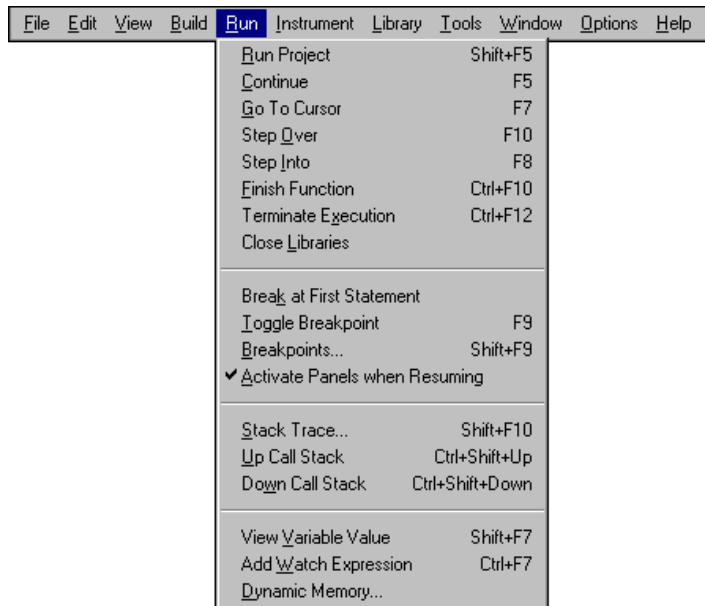 File Edit View Build Run Instrument Library Tools Window Options Help
Run Project Shift+F5
Continue F5
Go To Cursor F7
Step Over F10
Step Into F8
Finish Function Ctrl+F10
Terminate Execution Ctrl+F12
Close Libraries
Break at First Statement
Toggle Breakpoint F9
Breakpoints... Shift+F9
✔Activate Panels when Resuming
Stack Trace... Shift+F10
Up Call Stack Ctrl+Shift+Up
Down Call Stack Ctrl+Shift+Down
View Variable Value Shift+F7
Add Watch Expression Ctrl+F7
Dynamic Memory...